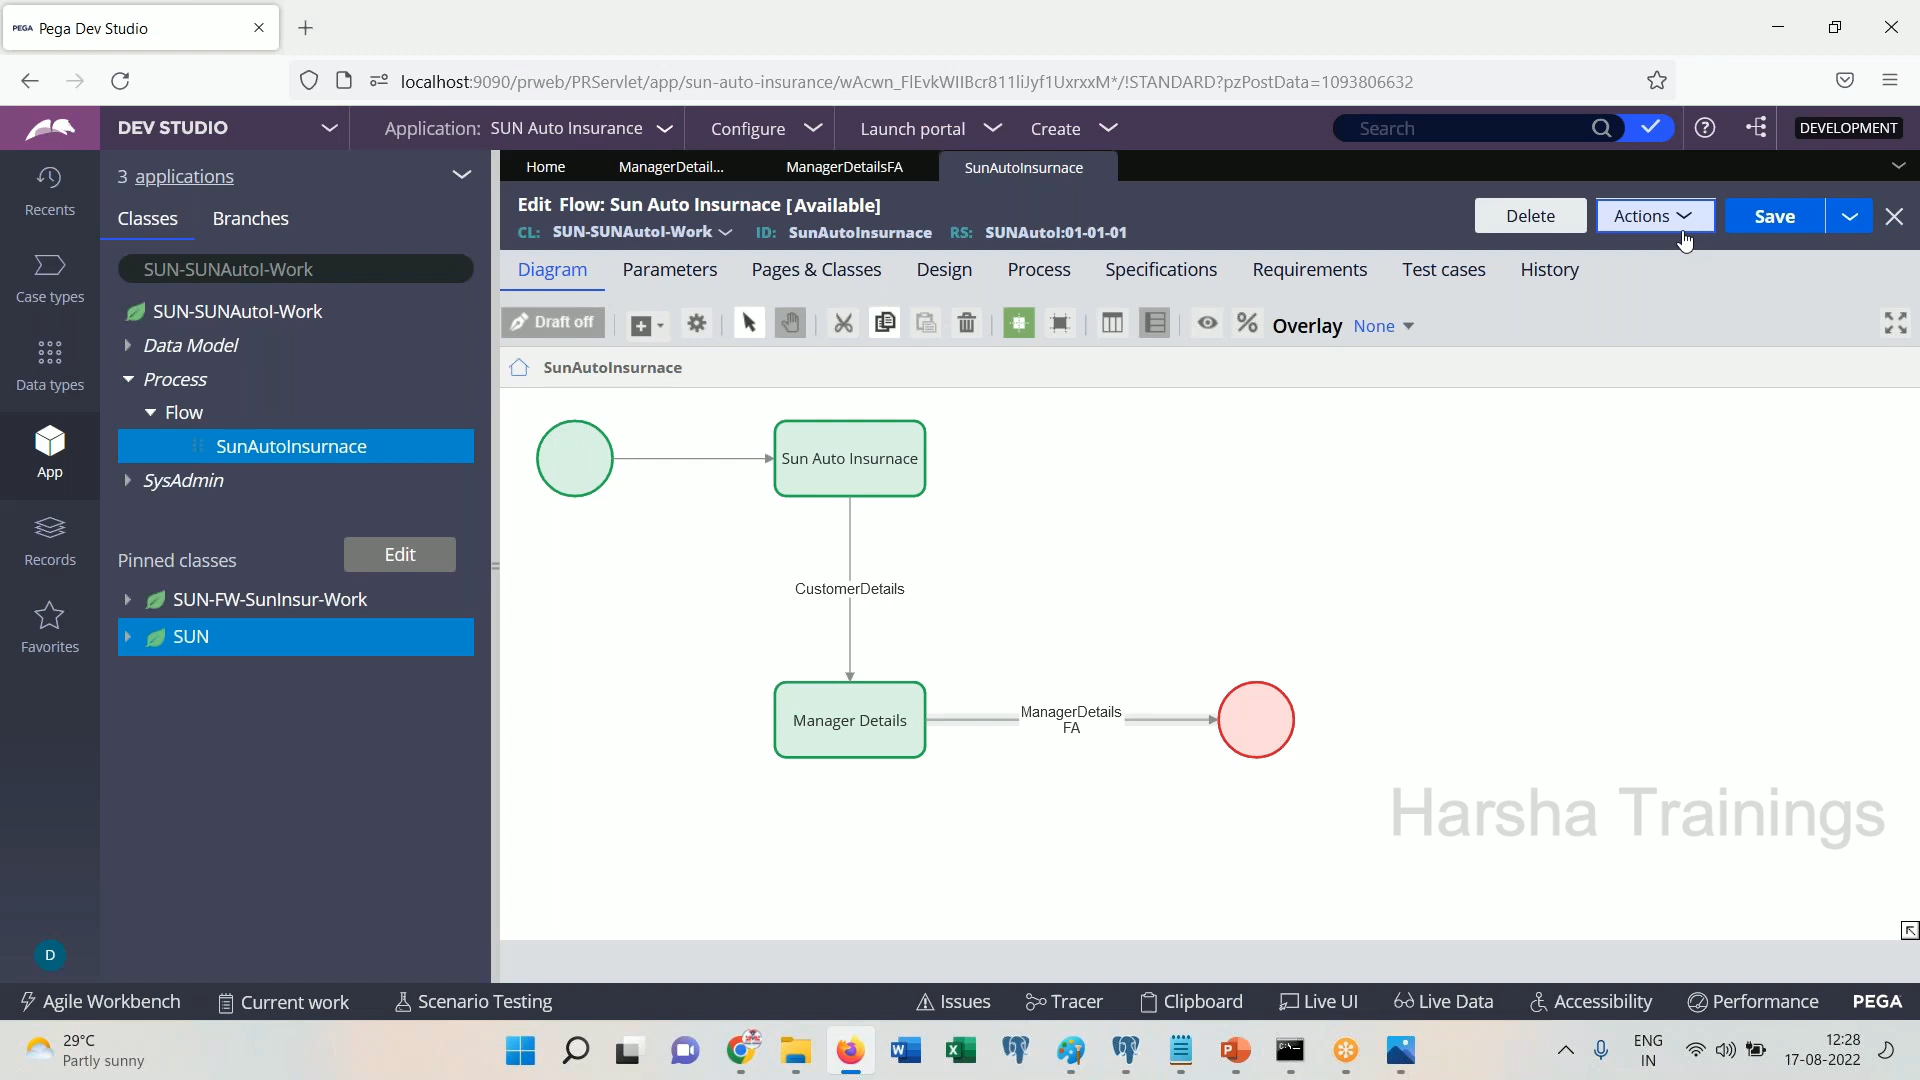 PEGA Pega Dev Studio
localhost:9090/prweb/PRServlet/app/sun-auto-insurance/wAcwn_FlEvkWIIBcr811liJyf1UxrxxM*/!STANDARD?pzPostData=1093806632
DEV STUDIO
Application: SUN Auto Insurance
Configure
Launch portal
Create
Search
DEVELOPMENT
Recents
Case types
Data types
App
Records
Favorites
D
3 applications
Classes
Branches
SUN-SUNAutoI-Work
SUN-SUNAutoI-Work
Data Model
Process
Flow
SunAutoInsurnace
SysAdmin
Pinned classes
Edit
SUN-FW-SunInsur-Work
SUN
Home
ManagerDetail...
ManagerDetailsFA
SunAutoInsurnace
Edit Flow: Sun Auto Insurnace [Available]
CL: SUN-SUNAutoI-Work ID: SunAutoInsurnace RS: SUNAutoI:01-01-01
Delete
Actions
Save
Diagram
Parameters
Pages & Classes
Design
Process
Specifications
Requirements
Test cases
History
Draft off
Overlay None
SunAutoInsurnace
Sun Auto Insurnace
CustomerDetails
Manager Details
ManagerDetails
FA
Harsha Trainings
Agile Workbench
Current work
Scenario Testing
Issues
Tracer
Clipboard
Live UI
Live Data
Accessibility
Performance
PEGA
29°C
Partly sunny
ENG
IN
12:28
17-08-2022